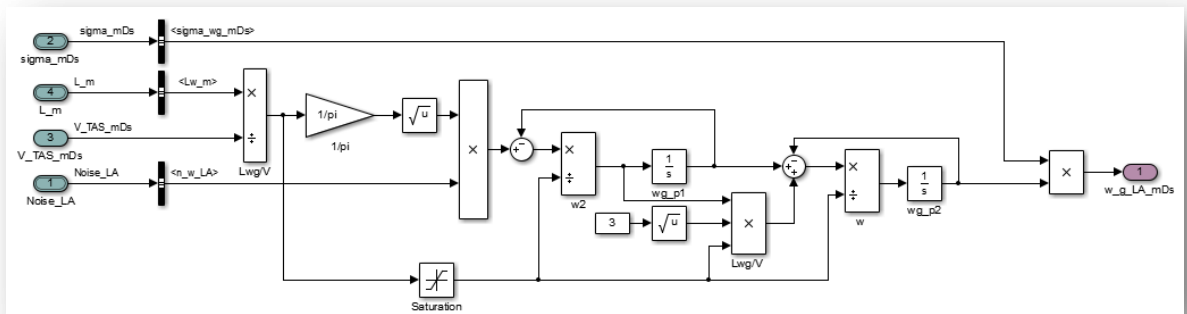 sigma_mDs
<sigma_wg_mDs>
2
sigma_mDs
L_m
<Lw_m>
4
L_m
V_TAS_mDs
3
V_TAS_mDs
Noise_LA
<n_w_LA>
1
Noise_LA
×
÷
Lwg/V
1/pi
1/pi
√u
×
+
−
×
÷
w2
1
s
wg_p1
3
√u
×
Lwg/V
−
+
+
×
÷
w
1
s
wg_p2
×
1
w_g_LA_mDs
Saturation